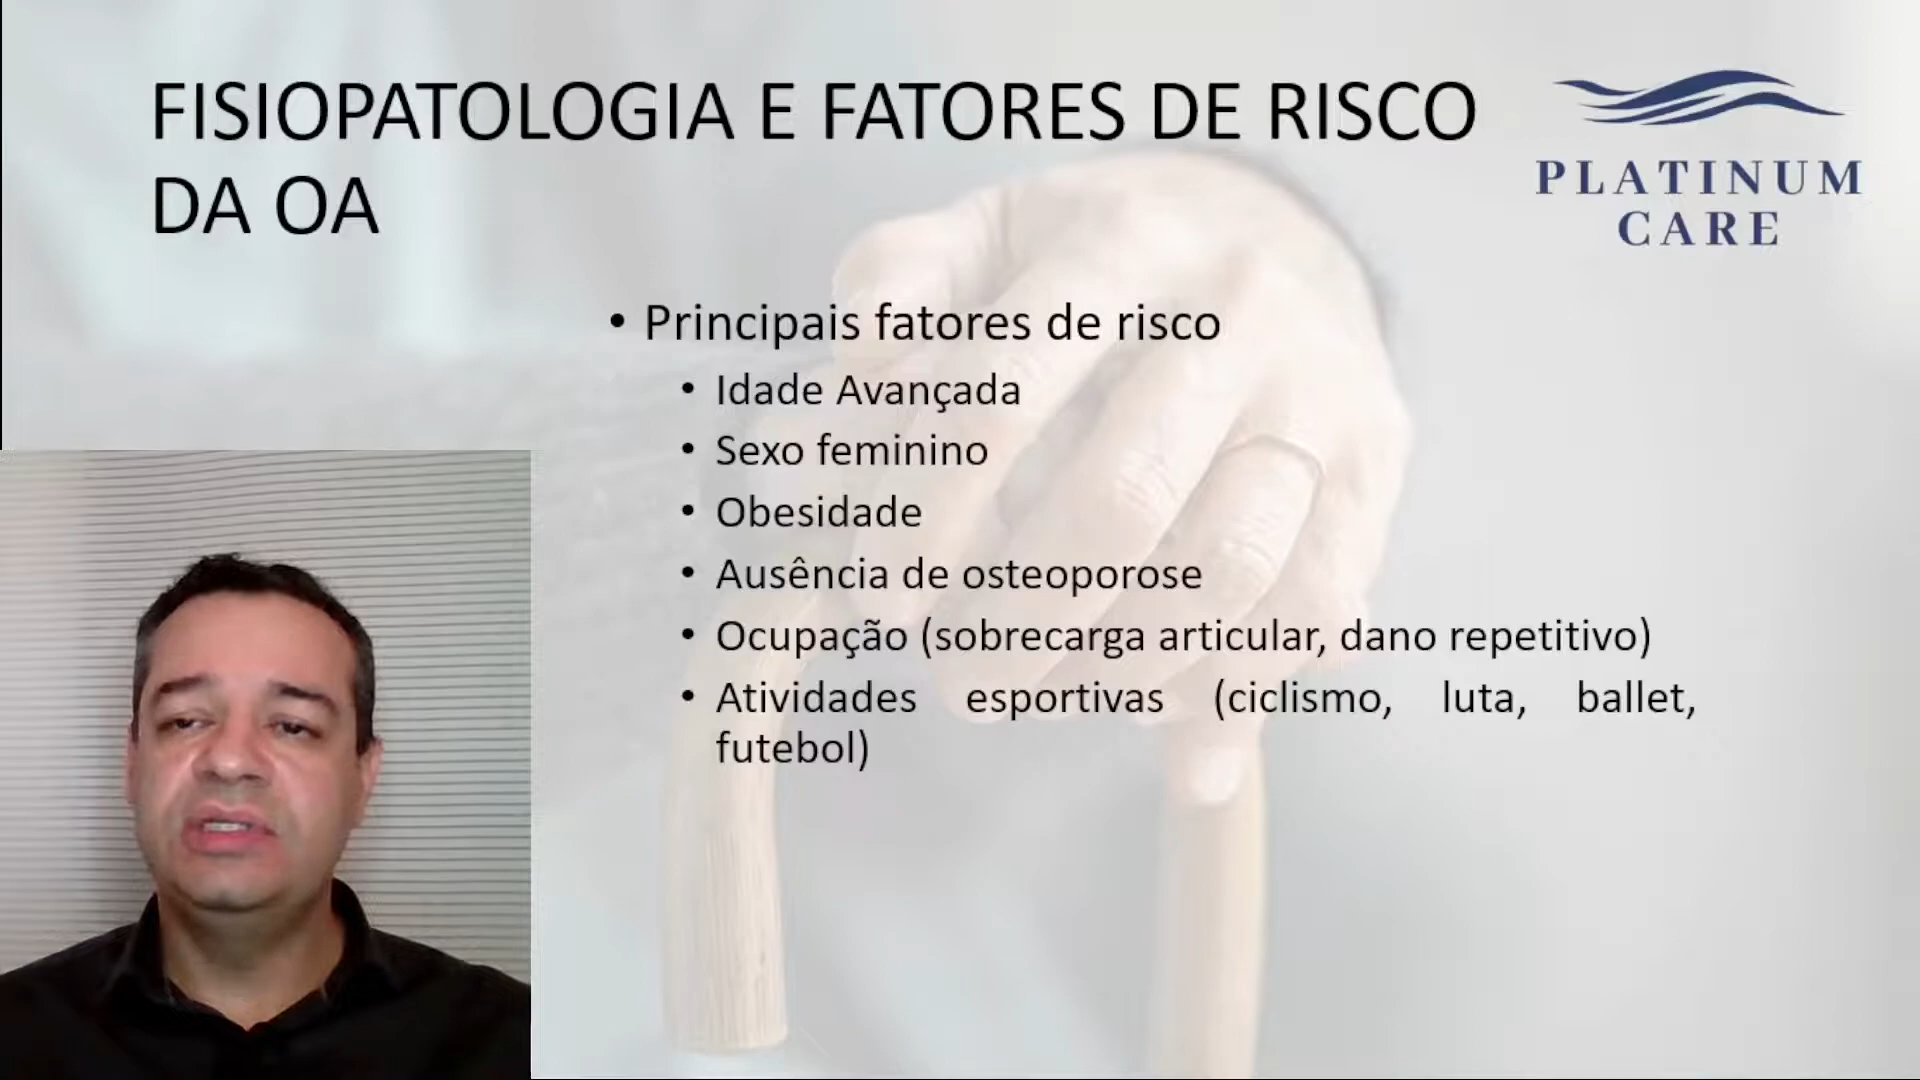 FISIOPATOLOGIA E FATORES DE RISCO
DA OA
PLATINUM
CARE
• Principais fatores de risco
• Idade Avançada
• Sexo feminino
• Obesidade
• Ausência de osteoporose
• Ocupação (sobrecarga articular, dano repetitivo)
• Atividades esportivas (ciclismo, luta, ballet,
futebol)